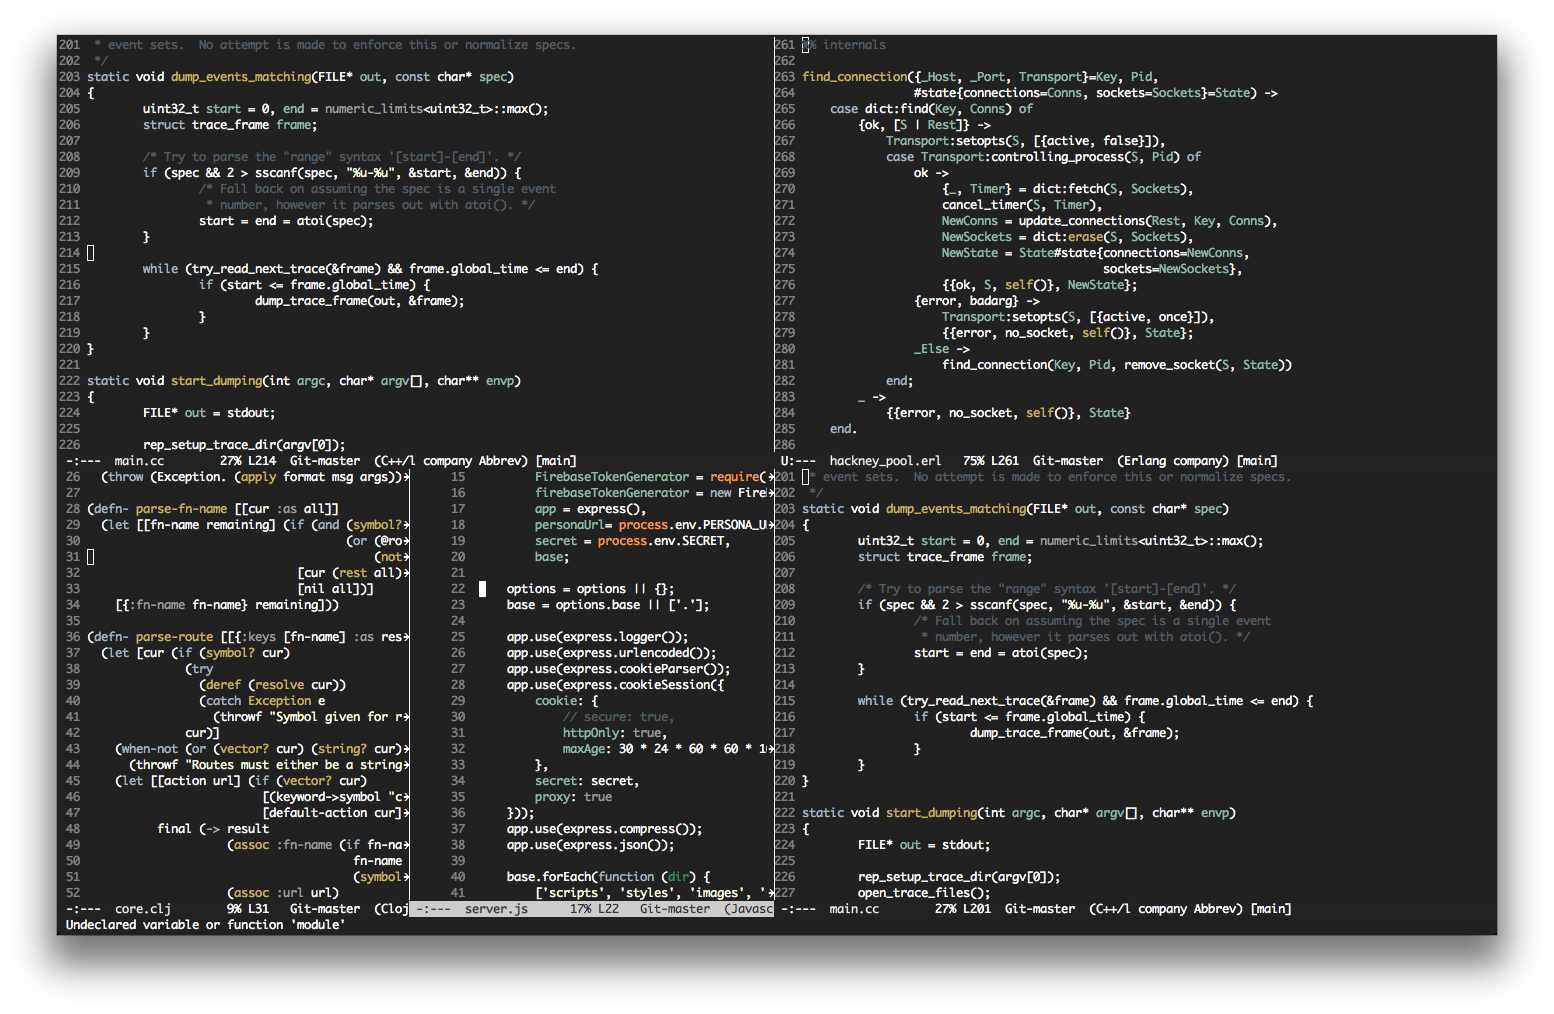 201  * event sets.  No attempt is made to enforce this or normalize specs.
202  */
203 static void dump_events_matching(FILE* out, const char* spec)
204 {
205         uint32_t start = 0, end = numeric_limits<uint32_t>::max();
206         struct trace_frame frame;
207
208         /* Try to parse the "range" syntax '[start]-[end]'. */
209         if (spec && 2 > sscanf(spec, "%u-%u", &start, &end)) {
210                 /* Fall back on assuming the spec is a single event
211                  * number, however it parses out with atoi(). */
212                 start = end = atoi(spec);
213         }
214
215         while (try_read_next_trace(&frame) && frame.global_time <= end) {
216                 if (start <= frame.global_time) {
217                         dump_trace_frame(out, &frame);
218                 }
219         }
220 }
221
222 static void start_dumping(int argc, char* argv[], char** envp)
223 {
224         FILE* out = stdout;
225
226         rep_setup_trace_dir(argv[0]);
-:---  main.cc        27% L214  Git-master  (C++/l company Abbrev) [main]
261 %% internals
262
263 find_connection({_Host, _Port, Transport}=Key, Pid,
264                 #state{connections=Conns, sockets=Sockets}=State) ->
265     case dict:find(Key, Conns) of
266         {ok, [S | Rest]} ->
267             Transport:setopts(S, [{active, false}]),
268             case Transport:controlling_process(S, Pid) of
269                 ok ->
270                     {_, Timer} = dict:fetch(S, Sockets),
271                     cancel_timer(S, Timer),
272                     NewConns = update_connections(Rest, Key, Conns),
273                     NewSockets = dict:erase(S, Sockets),
274                     NewState = State#state{connections=NewConns,
275                                            sockets=NewSockets},
276                     {{ok, S, self()}, NewState};
277                 {error, badarg} ->
278                     Transport:setopts(S, [{active, once}]),
279                     {{error, no_socket, self()}, State};
280                 _Else ->
281                     find_connection(Key, Pid, remove_socket(S, State))
282             end;
283         _ ->
284             {{error, no_socket, self()}, State}
285     end.
286
U:---  hackney_pool.erl   75% L261  Git-master  (Erlang company) [main]
26   (throw (Exception. (apply format msg args))→
27
28 (defn- parse-fn-name [[cur :as all]]
29   (let [[fn-name remaining] (if (and (symbol?→
30                                      (or (@ro→
31                                          (not→
32                               [cur (rest all)→
33                               [nil all])]
34     [{:fn-name fn-name} remaining]))
35
36 (defn- parse-route [[{:keys [fn-name] :as res→
37   (let [cur (if (symbol? cur)
38               (try
39                 (deref (resolve cur))
40                 (catch Exception e
41                   (throwf "Symbol given for r→
42               cur)]
43     (when-not (or (vector? cur) (string? cur)→
44       (throwf "Routes must either be a string→
45     (let [[action url] (if (vector? cur)
46                          [(keyword->symbol "c→
47                          [default-action cur]→
48           final (-> result
49                     (assoc :fn-name (if fn-na→
50                                       fn-name
51                                       (symbol→
52                     (assoc :url url)
-:---  core.clj        9% L31   Git-master  (Cloj
15         FirebaseTokenGenerator = require(→
16         firebaseTokenGenerator = new Fire→
17         app = express(),
18         personaUrl= process.env.PERSONA_U→
19         secret = process.env.SECRET,
20         base;
21
22     options = options || {};
23     base = options.base || ['.'];
24
25     app.use(express.logger());
26     app.use(express.urlencoded());
27     app.use(express.cookieParser());
28     app.use(express.cookieSession({
29         cookie: {
30             // secure: true,
31             httpOnly: true,
32             maxAge: 30 * 24 * 60 * 60 * 10→
33         },
34         secret: secret,
35         proxy: true
36     }));
37     app.use(express.compress());
38     app.use(express.json());
39
40     base.forEach(function (dir) {
41         ['scripts', 'styles', 'images', '→
-:---  server.js      17% L22   Git-master  (Javasc
201  * event sets.  No attempt is made to enforce this or normalize specs.
202  */
203 static void dump_events_matching(FILE* out, const char* spec)
204 {
205         uint32_t start = 0, end = numeric_limits<uint32_t>::max();
206         struct trace_frame frame;
207
208         /* Try to parse the "range" syntax '[start]-[end]'. */
209         if (spec && 2 > sscanf(spec, "%u-%u", &start, &end)) {
210                 /* Fall back on assuming the spec is a single event
211                  * number, however it parses out with atoi(). */
212                 start = end = atoi(spec);
213         }
214
215         while (try_read_next_trace(&frame) && frame.global_time <= end) {
216                 if (start <= frame.global_time) {
217                         dump_trace_frame(out, &frame);
218                 }
219         }
220 }
221
222 static void start_dumping(int argc, char* argv[], char** envp)
223 {
224         FILE* out = stdout;
225
226         rep_setup_trace_dir(argv[0]);
227         open_trace_files();
-:---  main.cc        27% L201  Git-master  (C++/l company Abbrev) [main]
Undeclared variable or function 'module'